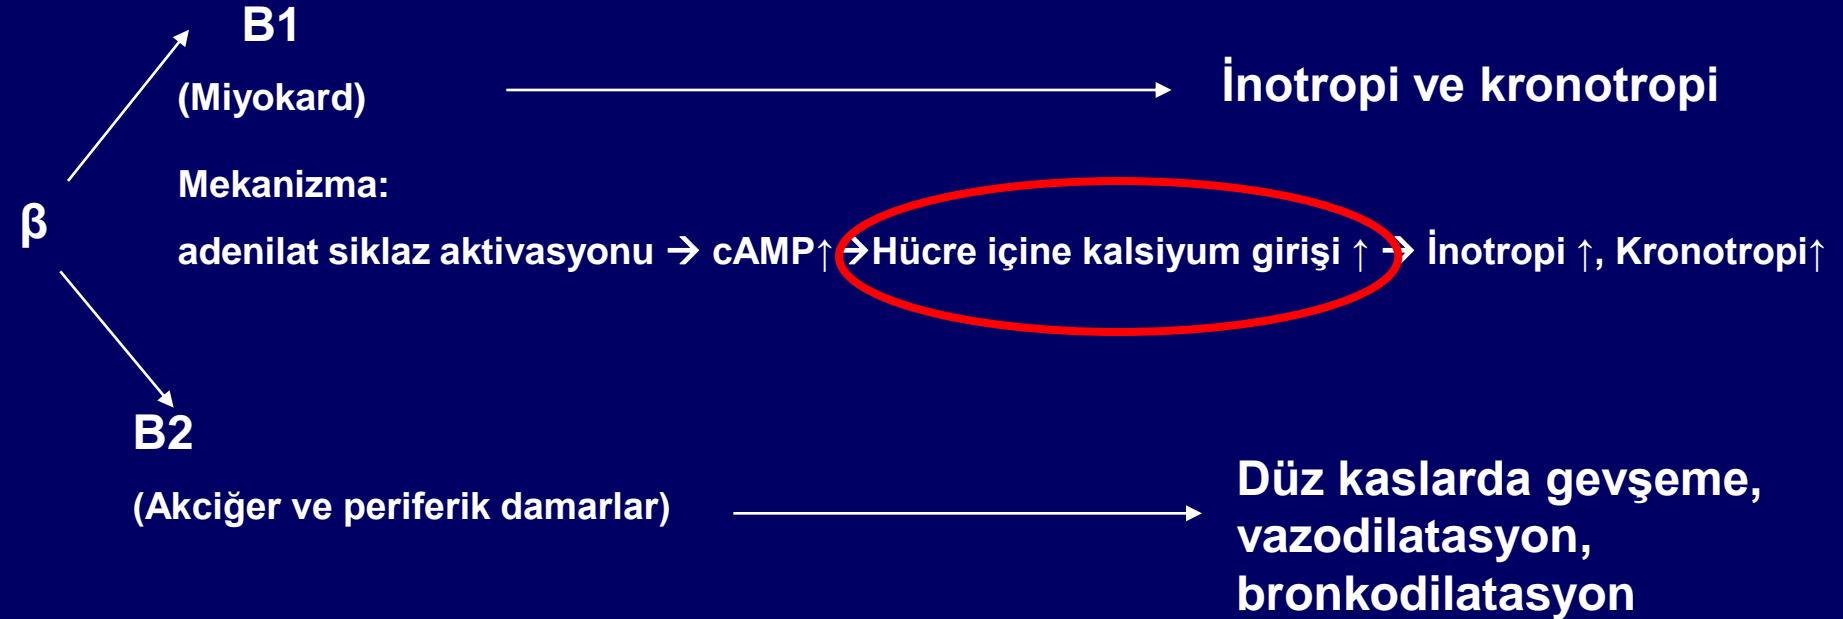 B1
(Miyokard)
İnotropi ve kronotropi
Mekanizma:
β
adenilat siklaz aktivasyonu → cAMP↑→Hücre içine kalsiyum girişi ↑ → İnotropi ↑, Kronotropi↑
B2
(Akciğer ve periferik damarlar)
Düz kaslarda gevşeme,
vazodilatasyon,
bronkodilatasyon